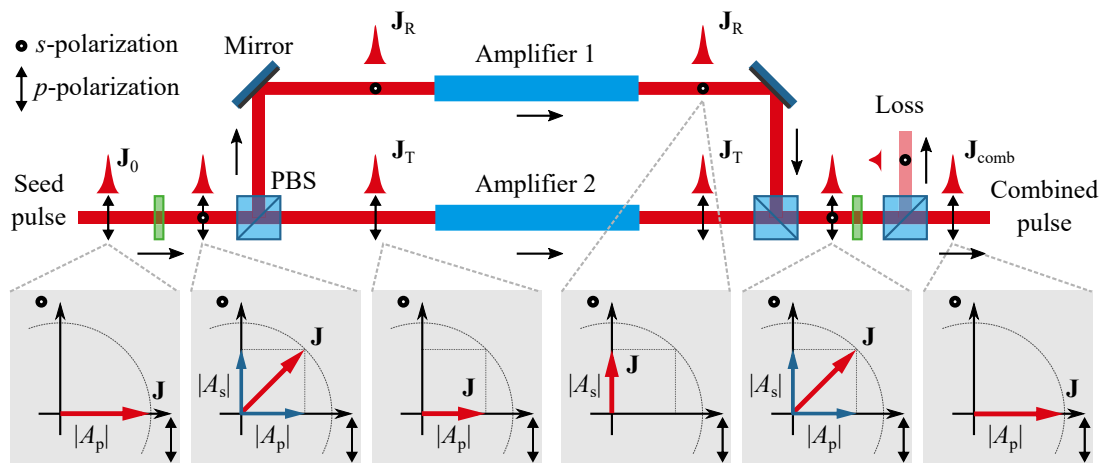 s-polarization
p-polarization
Mirror
J_R
Amplifier 1
J_R
Loss
J_0
PBS
J_T
Amplifier 2
J_T
J_comb
Seed
pulse
Combined
pulse
J
|A_p|
J
|A_s|
|A_p|
J
|A_p|
J
|A_s|
J
|A_s|
|A_p|
J
|A_p|